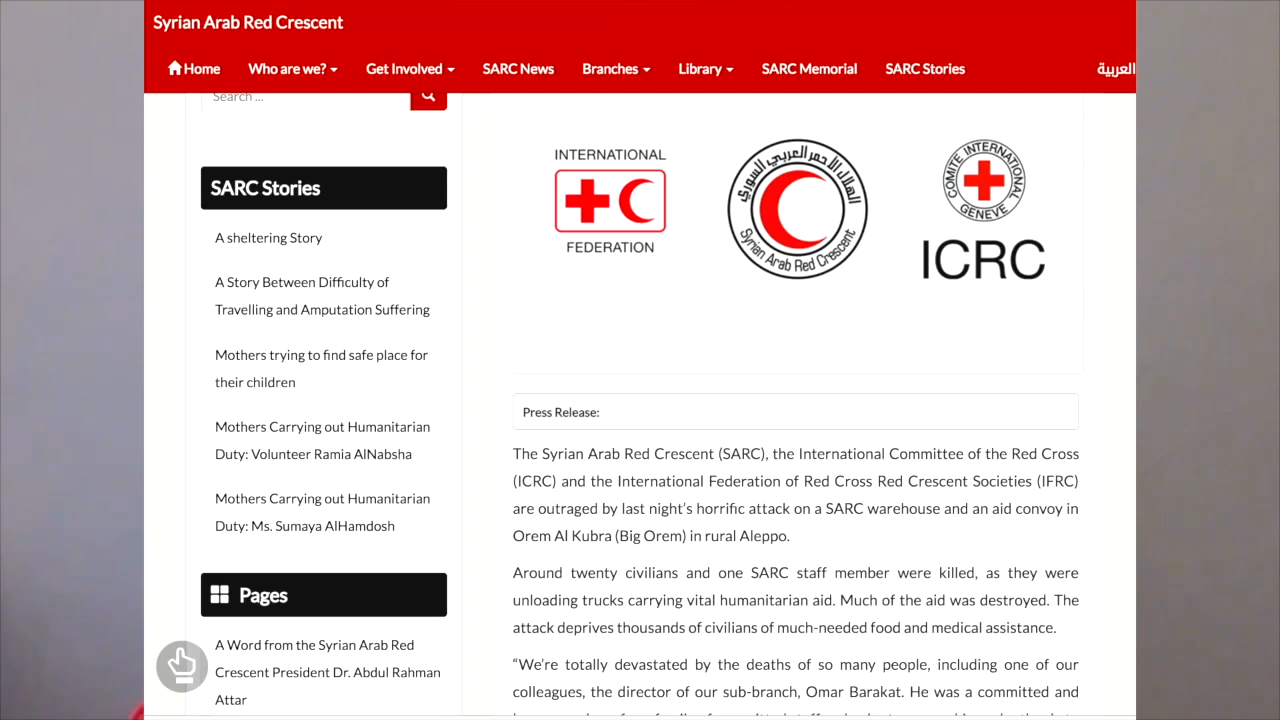 Syrian Arab Red Crescent
Home Who are we? Get Involved SARC News Branches Library SARC Memorial SARC Stories العربية
Search ...
SARC Stories
A sheltering Story
A Story Between Difficulty of
Travelling and Amputation Suffering
Mothers trying to find safe place for
their children
Mothers Carrying out Humanitarian
Duty: Volunteer Ramia AlNabsha
Mothers Carrying out Humanitarian
Duty: Ms. Sumaya AlHamdosh
Pages
A Word from the Syrian Arab Red
Crescent President Dr. Abdul Rahman
Attar
INTERNATIONAL
FEDERATION
الهلال الأحمر العربي السوري
Syrian Arab Red Crescent
COMITE INTERNATIONAL
GENEVE
ICRC
Press Release:
The Syrian Arab Red Crescent (SARC), the International Committee of the Red Cross
(ICRC) and the International Federation of Red Cross Red Crescent Societies (IFRC)
are outraged by last night’s horrific attack on a SARC warehouse and an aid convoy in
Orem Al Kubra (Big Orem) in rural Aleppo.
Around twenty civilians and one SARC staff member were killed, as they were
unloading trucks carrying vital humanitarian aid. Much of the aid was destroyed. The
attack deprives thousands of civilians of much-needed food and medical assistance.
“We’re totally devastated by the deaths of so many people, including one of our
colleagues, the director of our sub-branch, Omar Barakat. He was a committed and